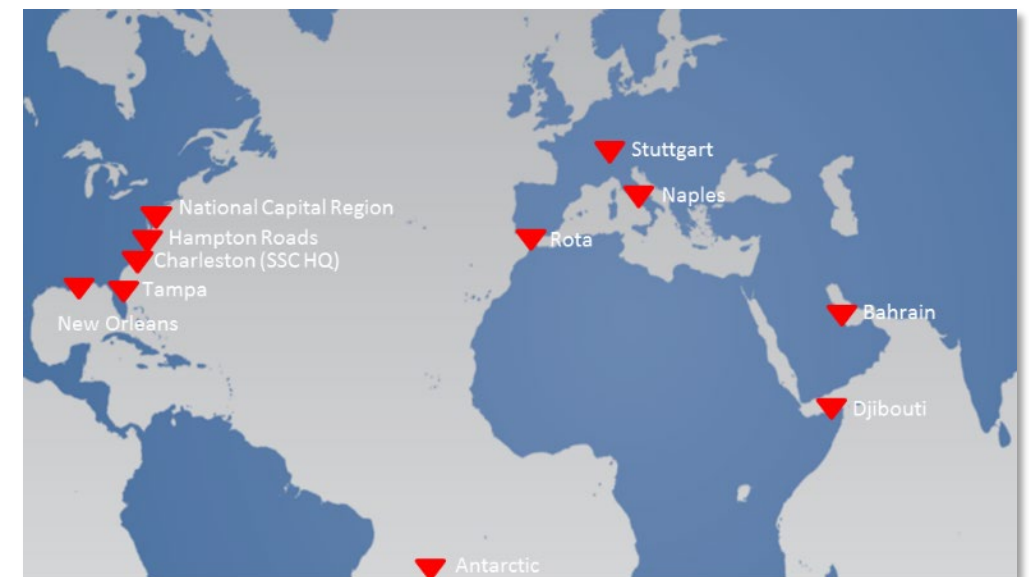 Stuttgart
Naples
National Capital Region
Hampton Roads
Rota
Charleston (SSC HQ)
Tampa
Bahrain
New Orleans
Djibouti
Antarctic